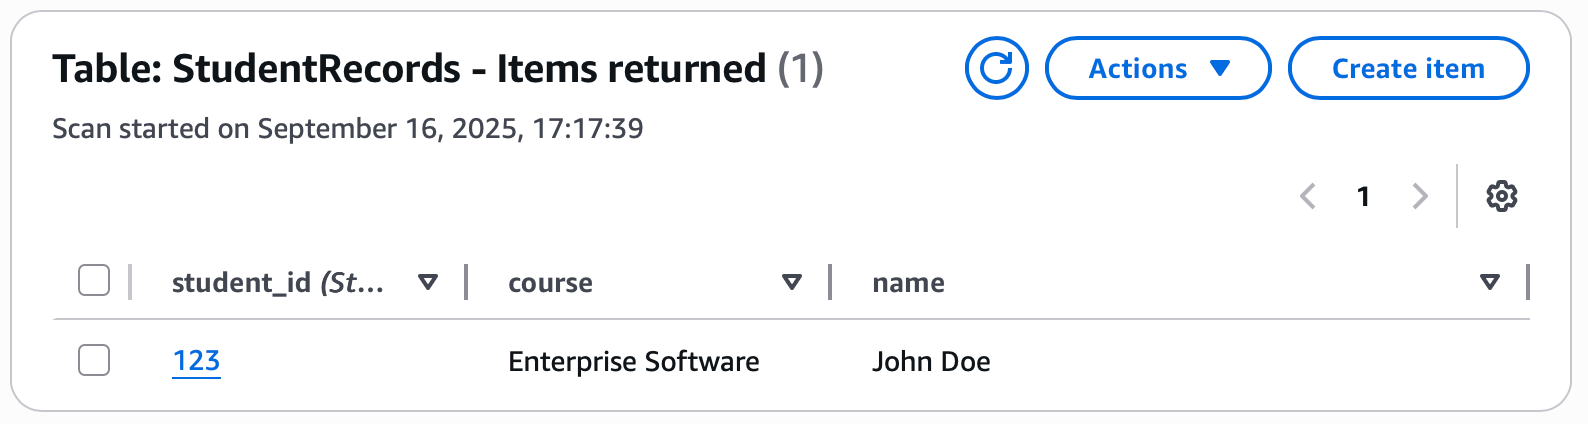 Table: StudentRecords - Items returned (1)
Actions
Create item
Scan started on September 16, 2025, 17:17:39
1
student_id (St... course name
123 Enterprise Software John Doe